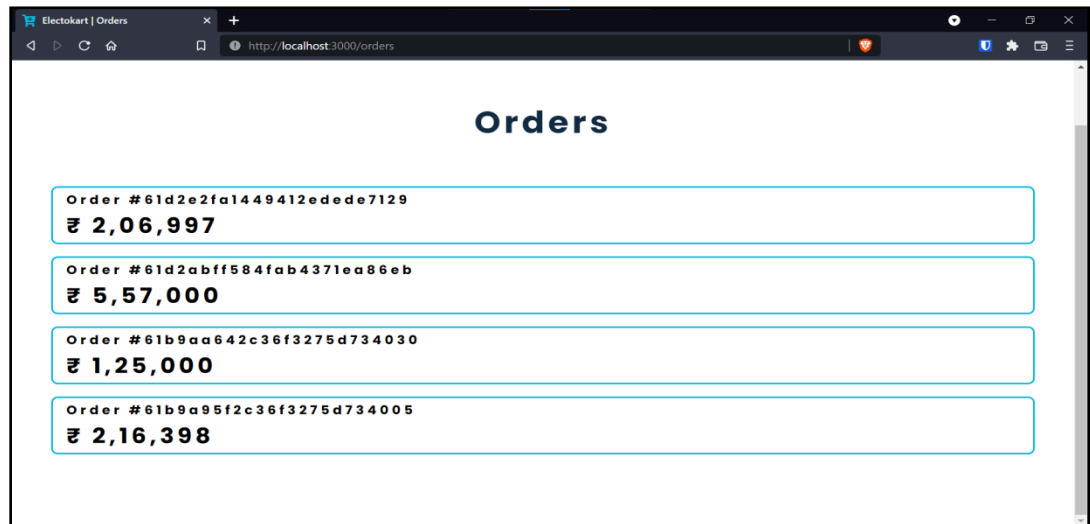 Electokart | Orders
http://localhost:3000/orders
Orders
Order #61d2e2fa1449412edede7129
₹ 2,06,997
Order #61d2abff584fab4371ea86eb
₹ 5,57,000
Order #61b9aa642c36f3275d734030
₹ 1,25,000
Order #61b9a95f2c36f3275d734005
₹ 2,16,398